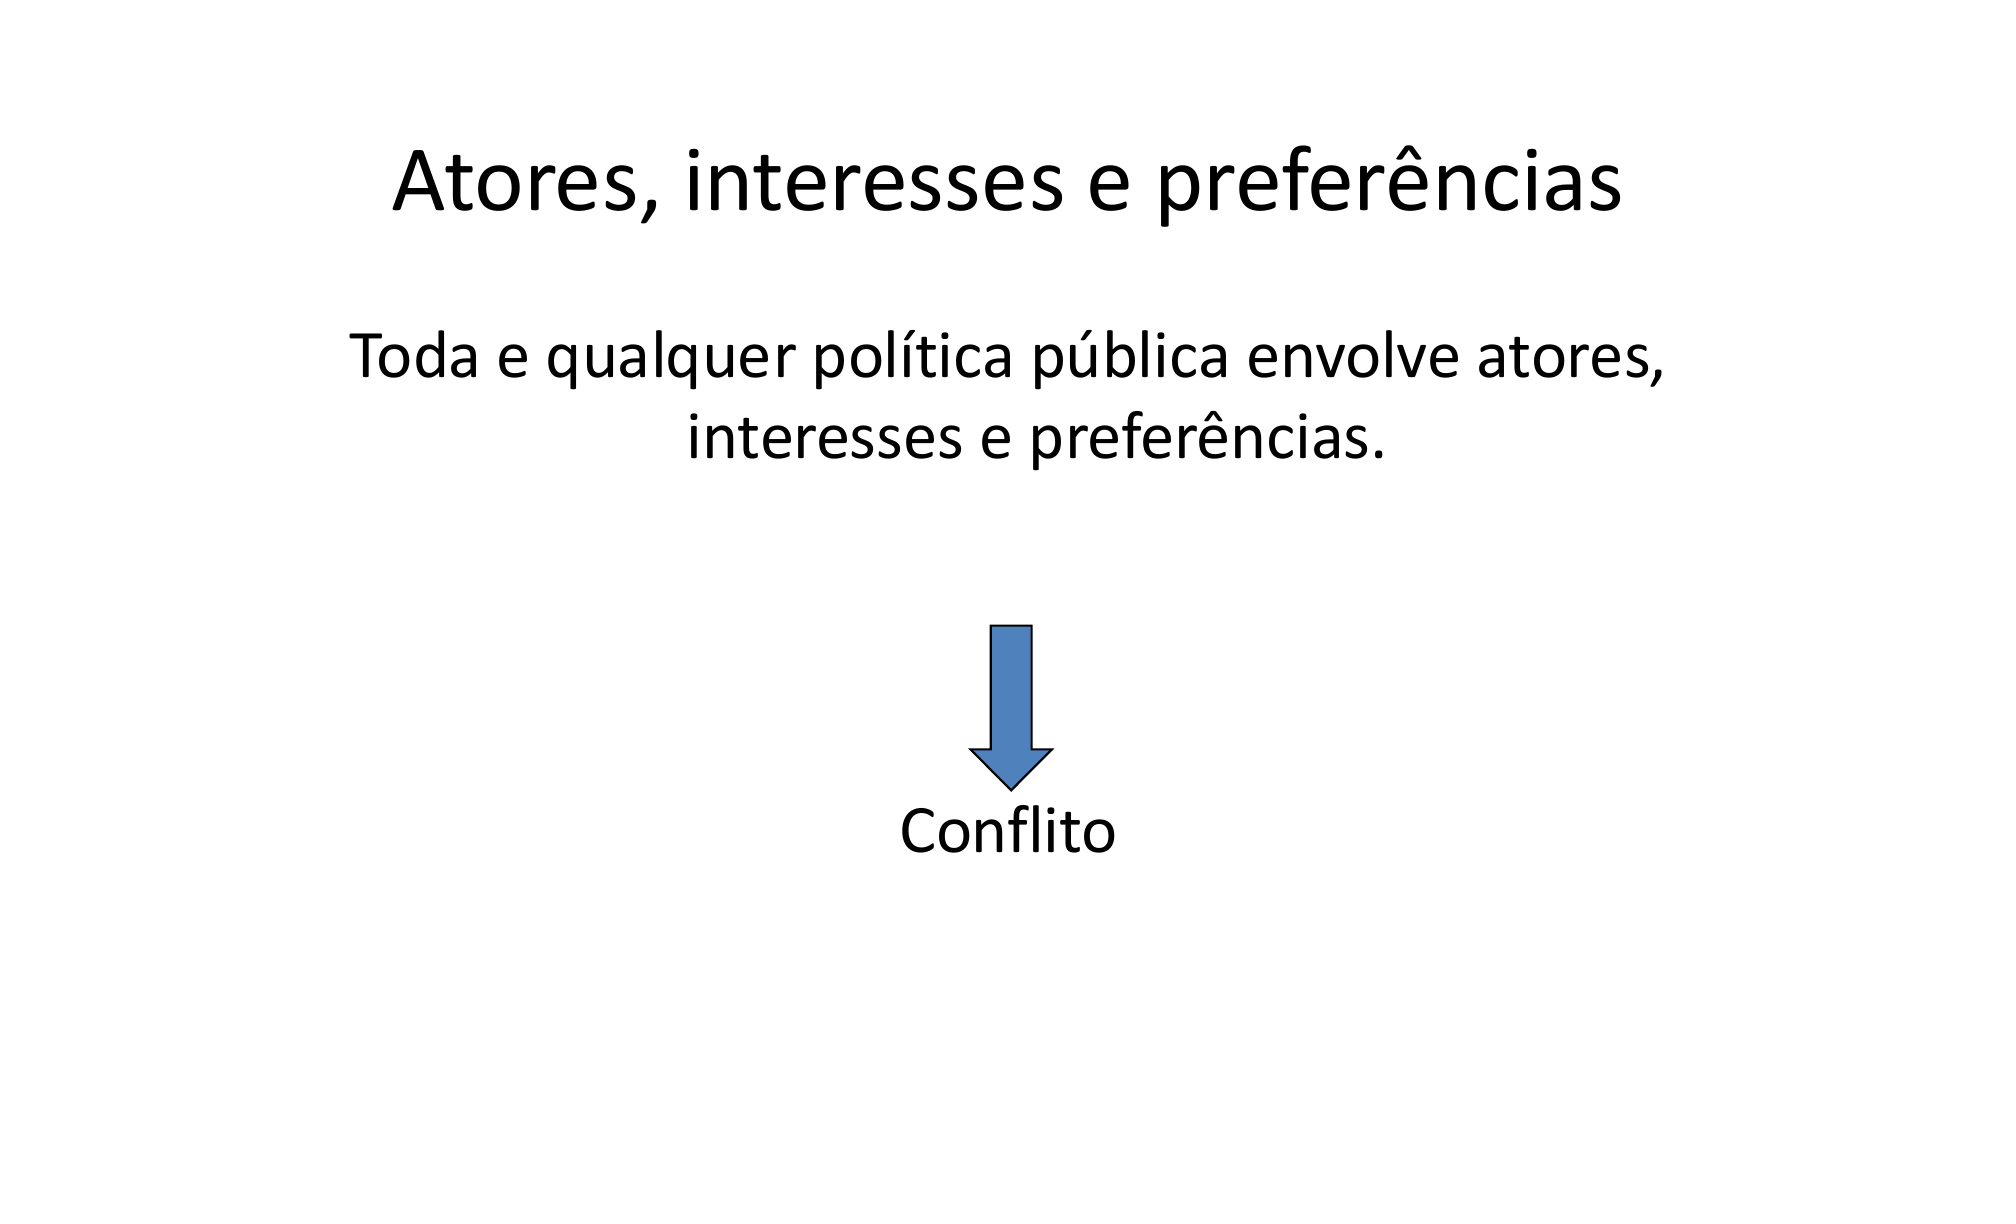 Atores, interesses e preferências
Toda e qualquer política pública envolve atores,
interesses e preferências.
Conflito